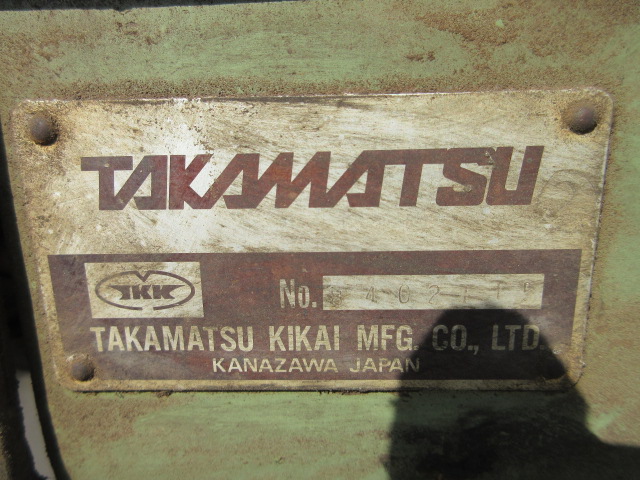 TAKAMATSU
TKK
No.
TAKAMATSU KIKAI MFG. CO., LTD.
KANAZAWA JAPAN